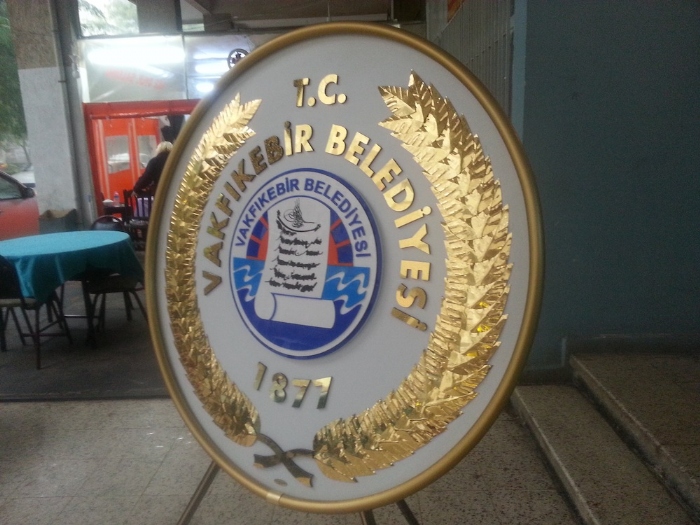 T.C.
VAKFIKEBİR BELEDİYESİ
VAKFIKEBİR BELEDİYESİ
1877